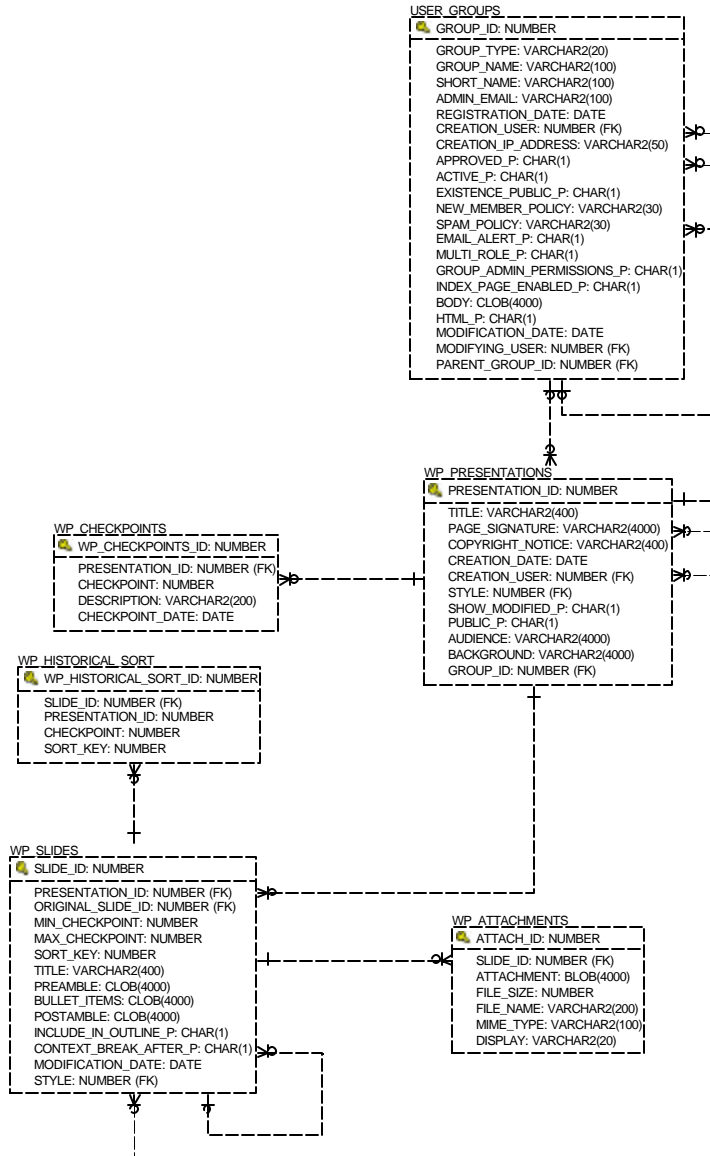 USER_GROUPS
GROUP_ID: NUMBER
GROUP_TYPE: VARCHAR2(20)
GROUP_NAME: VARCHAR2(100)
SHORT_NAME: VARCHAR2(100)
ADMIN_EMAIL: VARCHAR2(100)
REGISTRATION_DATE: DATE
CREATION_USER: NUMBER (FK)
CREATION_IP_ADDRESS: VARCHAR2(50)
APPROVED_P: CHAR(1)
ACTIVE_P: CHAR(1)
EXISTENCE_PUBLIC_P: CHAR(1)
NEW_MEMBER_POLICY: VARCHAR2(30)
SPAM_POLICY: VARCHAR2(30)
EMAIL_ALERT_P: CHAR(1)
MULTI_ROLE_P: CHAR(1)
GROUP_ADMIN_PERMISSIONS_P: CHAR(1)
INDEX_PAGE_ENABLED_P: CHAR(1)
BODY: CLOB(4000)
HTML_P: CHAR(1)
MODIFICATION_DATE: DATE
MODIFYING_USER: NUMBER (FK)
PARENT_GROUP_ID: NUMBER (FK)
WP_PRESENTATIONS
PRESENTATION_ID: NUMBER
TITLE: VARCHAR2(400)
PAGE_SIGNATURE: VARCHAR2(4000)
COPYRIGHT_NOTICE: VARCHAR2(400)
CREATION_DATE: DATE
CREATION_USER: NUMBER (FK)
STYLE: NUMBER (FK)
SHOW_MODIFIED_P: CHAR(1)
PUBLIC_P: CHAR(1)
AUDIENCE: VARCHAR2(4000)
BACKGROUND: VARCHAR2(4000)
GROUP_ID: NUMBER (FK)
WP_CHECKPOINTS
WP_CHECKPOINTS_ID: NUMBER
PRESENTATION_ID: NUMBER (FK)
CHECKPOINT: NUMBER
DESCRIPTION: VARCHAR2(200)
CHECKPOINT_DATE: DATE
WP_HISTORICAL_SORT
WP_HISTORICAL_SORT_ID: NUMBER
SLIDE_ID: NUMBER (FK)
PRESENTATION_ID: NUMBER
CHECKPOINT: NUMBER
SORT_KEY: NUMBER
WP_SLIDES
SLIDE_ID: NUMBER
PRESENTATION_ID: NUMBER (FK)
ORIGINAL_SLIDE_ID: NUMBER (FK)
MIN_CHECKPOINT: NUMBER
MAX_CHECKPOINT: NUMBER
SORT_KEY: NUMBER
TITLE: VARCHAR2(400)
PREAMBLE: CLOB(4000)
BULLET_ITEMS: CLOB(4000)
POSTAMBLE: CLOB(4000)
INCLUDE_IN_OUTLINE_P: CHAR(1)
CONTEXT_BREAK_AFTER_P: CHAR(1)
MODIFICATION_DATE: DATE
STYLE: NUMBER (FK)
WP_ATTACHMENTS
ATTACH_ID: NUMBER
SLIDE_ID: NUMBER (FK)
ATTACHMENT: BLOB(4000)
FILE_SIZE: NUMBER
FILE_NAME: VARCHAR2(200)
MIME_TYPE: VARCHAR2(100)
DISPLAY: VARCHAR2(20)